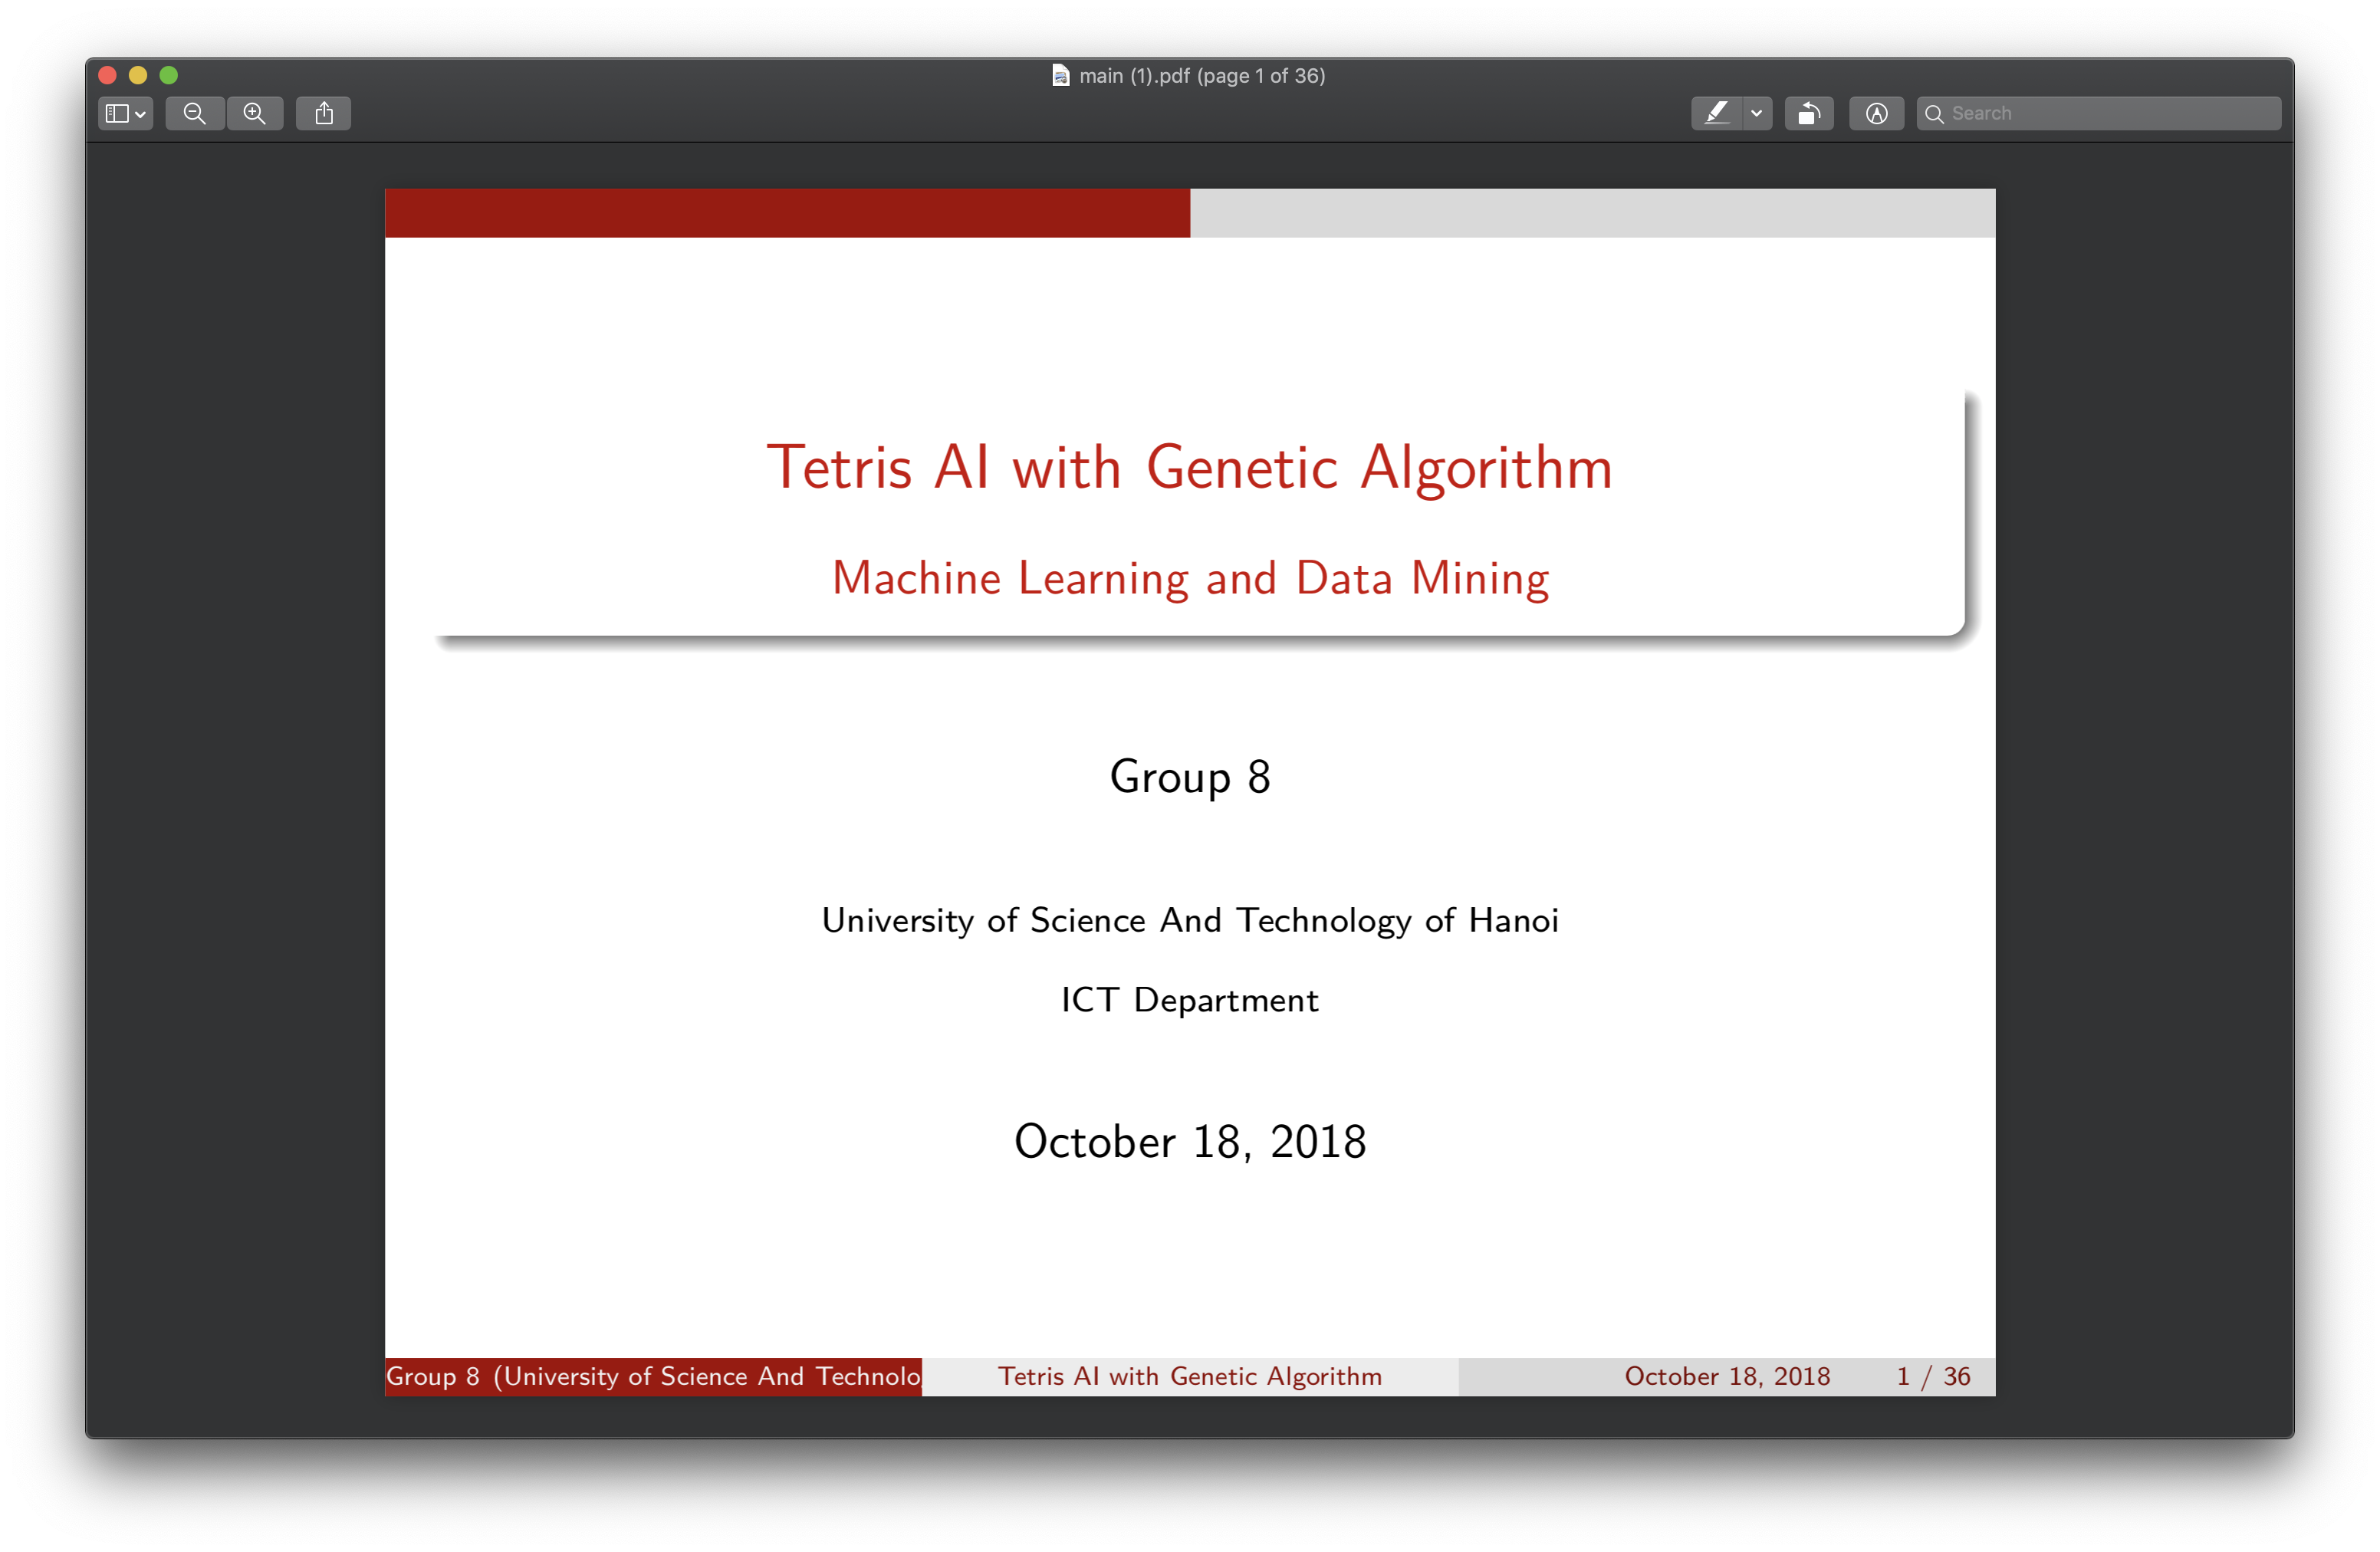 main (1).pdf (page 1 of 36)
Search
Tetris AI with Genetic Algorithm
Machine Learning and Data Mining
Group 8
University of Science And Technology of Hanoi
ICT Department
October 18, 2018
Group 8 (University of Science And Technolo
Tetris AI with Genetic Algorithm
October 18, 2018
1 / 36